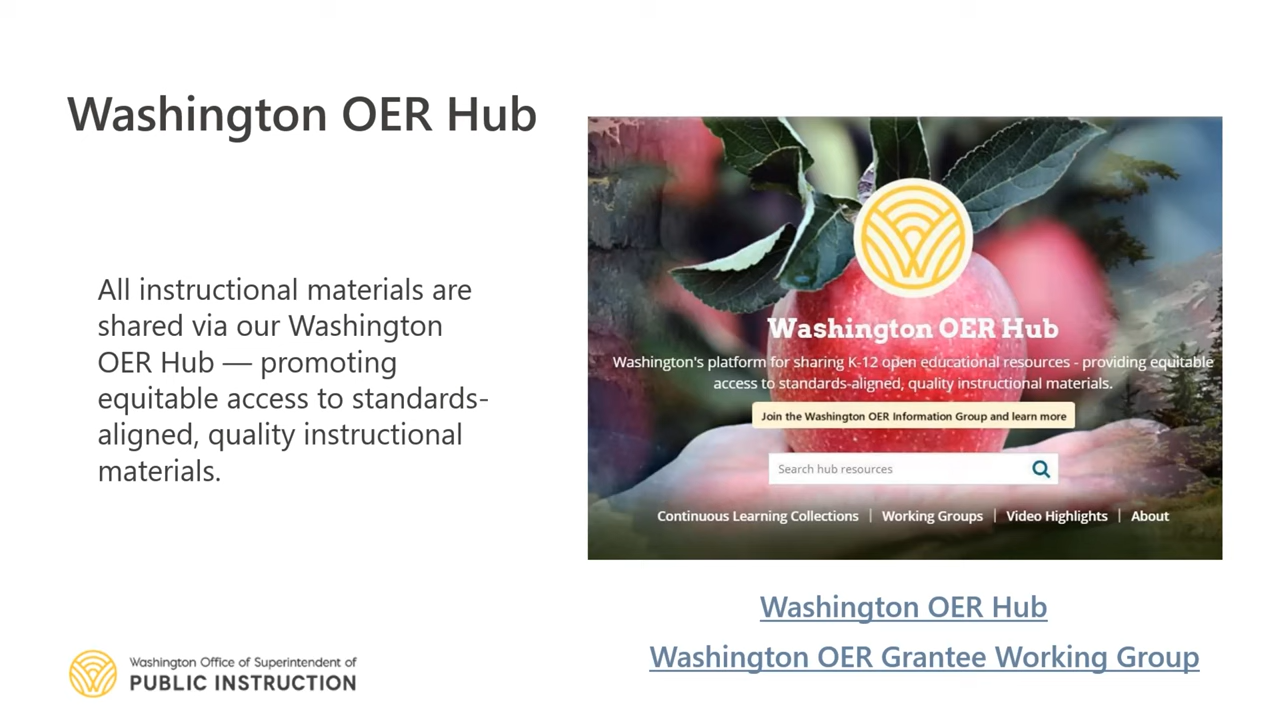 Washington OER Hub
All instructional materials are
shared via our Washington
OER Hub — promoting
equitable access to standards-
aligned, quality instructional
materials.
Washington OER Hub
Washington's platform for sharing K-12 open educational resources - providing equitable
access to standards-aligned, quality instructional materials.
Join the Washington OER Information Group and learn more
Search hub resources
Continuous Learning Collections | Working Groups | Video Highlights | About
Washington OER Hub
Washington OER Grantee Working Group
Washington Office of Superintendent of
PUBLIC INSTRUCTION